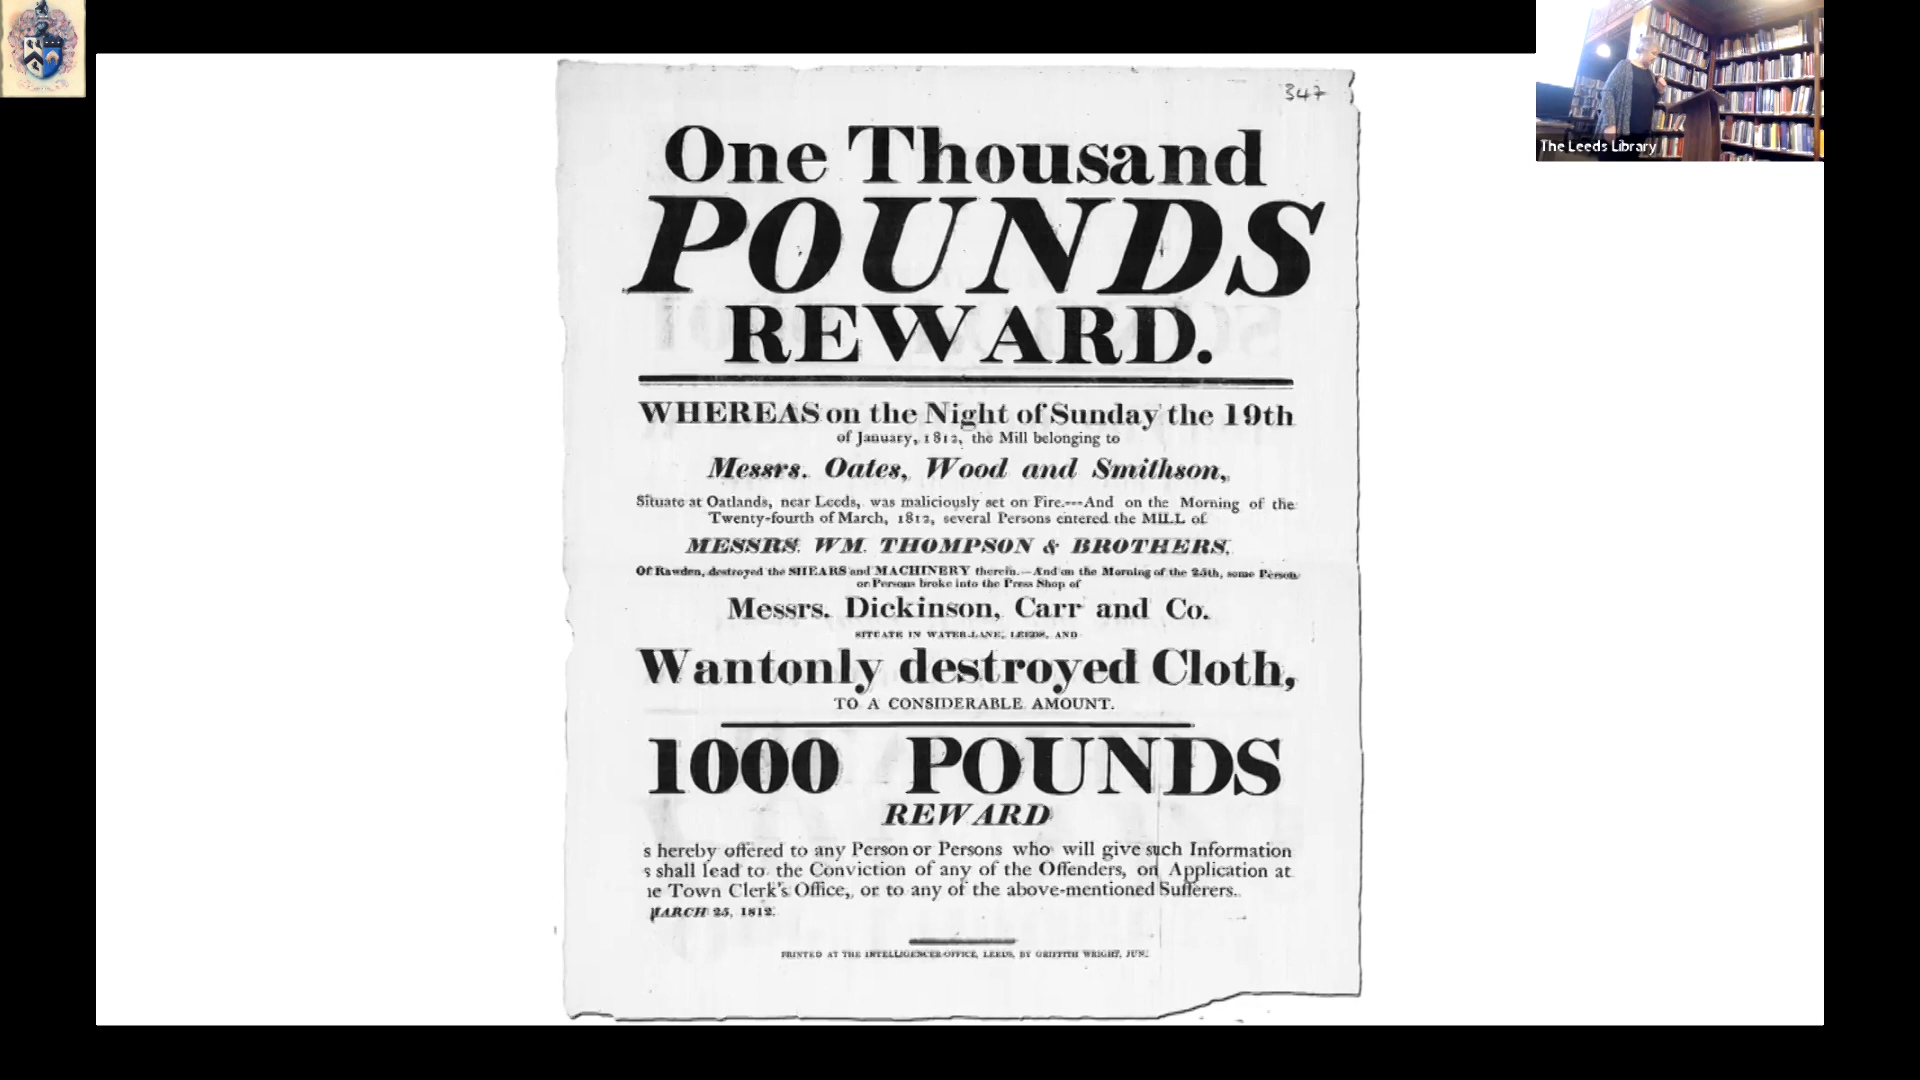 347
One Thousand
POUNDS
REWARD.
WHEREAS on the Night of Sunday the 19th
of January, 1812, the Mill belonging to
Messrs. Oates, Wood and Smithson,
Situate at Oatlands, near Leeds, was maliciously set on Fire.---And on the Morning of the
Twenty-fourth of March, 1812, several Persons entered the MILL of
MESSRS. WM. THOMPSON & BROTHERS,
Of Rawden, destroyed the SHEARS and MACHINERY therein.—And on the Morning of the 25th, some Person
or Persons broke into the Press Shop of
Messrs. Dickinson, Carr and Co.
SITUATE IN WATER-LANE, LEEDS, AND
Wantonly destroyed Cloth,
TO A CONSIDERABLE AMOUNT.
1000 POUNDS
REWARD
s hereby offered to any Person or Persons who will give such Information
s shall lead to the Conviction of any of the Offenders, on Application at
ie Town Clerk's Office, or to any of the above-mentioned Sufferers.
MARCH 25, 1812.
PRINTED AT THE INTELLIGENCER-OFFICE, LEEDS, BY GRIFFITH WRIGHT, JUN.
The Leeds Library